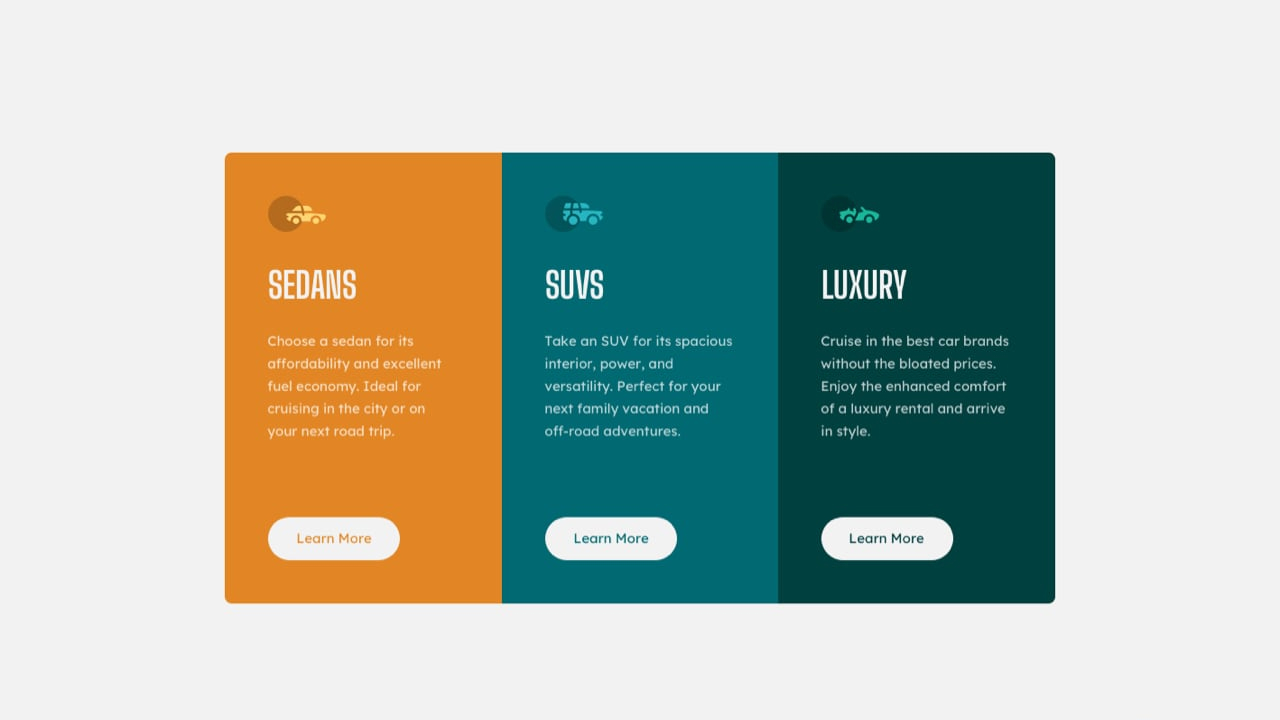 SEDANS
Choose a sedan for its
affordability and excellent
fuel economy. Ideal for
cruising in the city or on
your next road trip.
Learn More
SUVS
Take an SUV for its spacious
interior, power, and
versatility. Perfect for your
next family vacation and
off-road adventures.
Learn More
LUXURY
Cruise in the best car brands
without the bloated prices.
Enjoy the enhanced comfort
of a luxury rental and arrive
in style.
Learn More